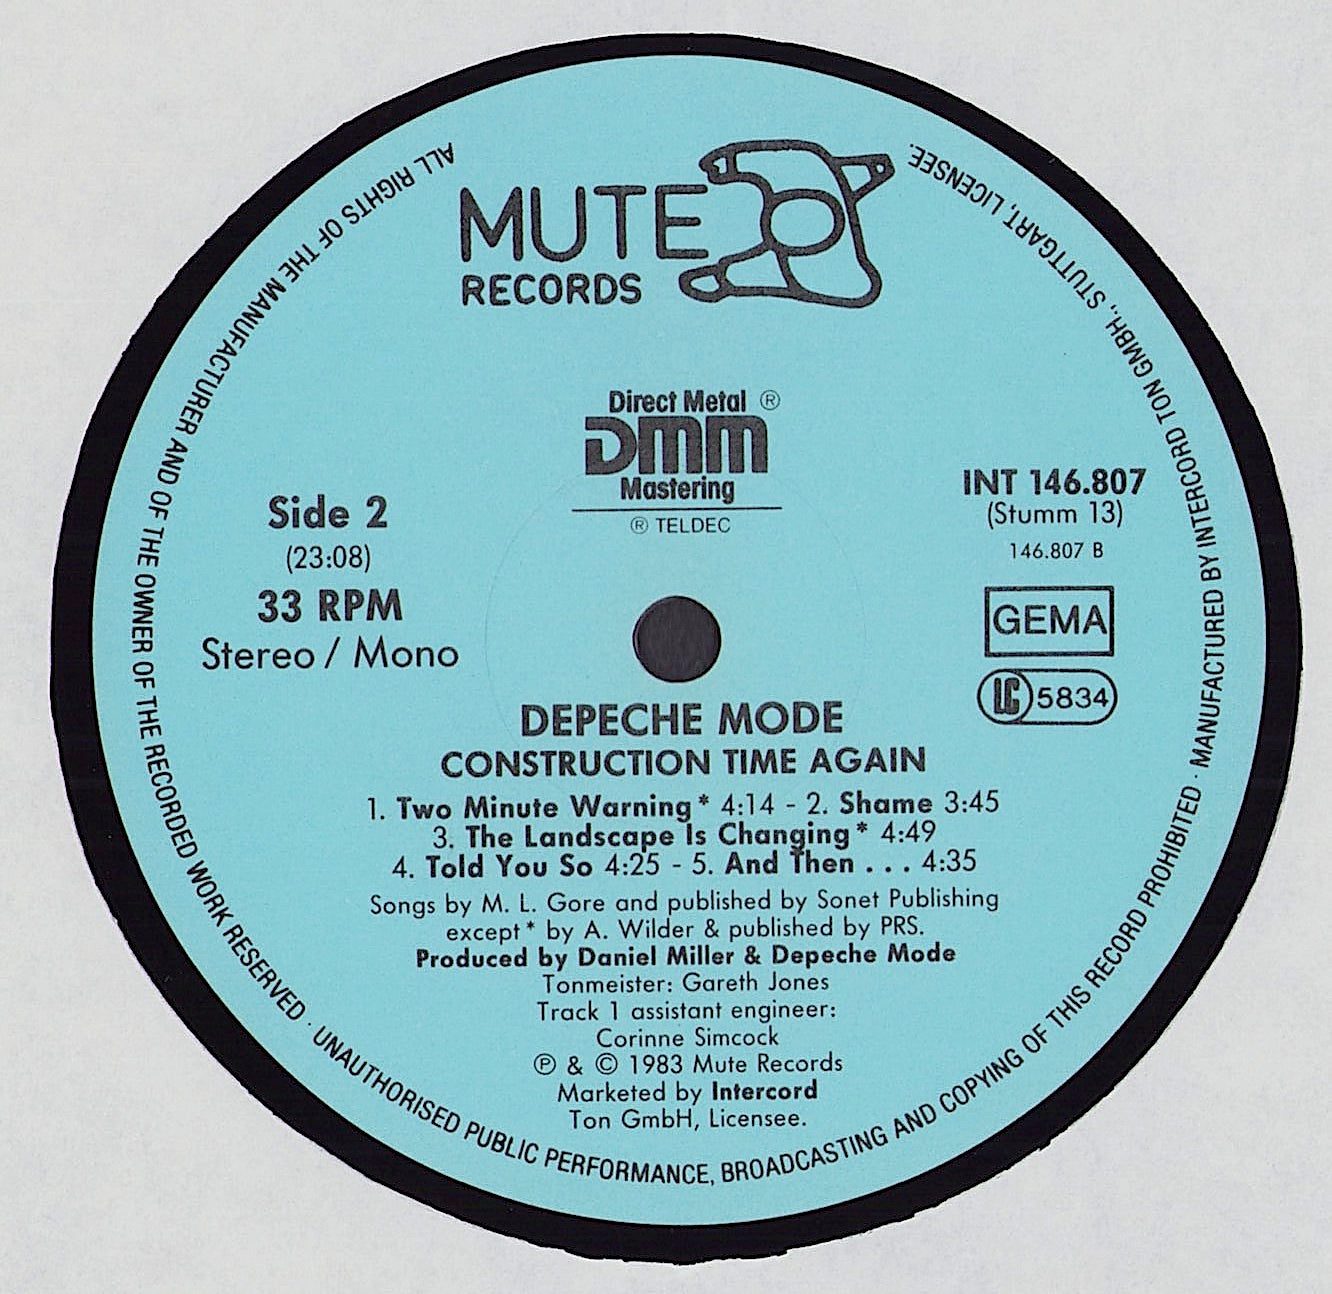 MUTE
RECORDS
Direct Metal ®
DMM
Mastering
® TELDEC
Side 2
(23:08)
33 RPM
Stereo / Mono
INT 146.807
(Stumm 13)
146.807 B
GEMA
LC 5834
DEPECHE MODE
CONSTRUCTION TIME AGAIN
1. Two Minute Warning* 4:14 - 2. Shame 3:45
3. The Landscape Is Changing* 4:49
4. Told You So 4:25 - 5. And Then . . . 4:35
Songs by M. L. Gore and published by Sonet Publishing
except* by A. Wilder & published by PRS.
Produced by Daniel Miller & Depeche Mode
Tonmeister: Gareth Jones
Track 1 assistant engineer:
Corinne Simcock
℗ & © 1983 Mute Records
Marketed by Intercord
Ton GmbH, Licensee.
ALL RIGHTS OF THE MANUFACTURER AND OF THE OWNER OF THE RECORDED WORK RESERVED · UNAUTHORISED PUBLIC PERFORMANCE, BROADCASTING AND COPYING OF THIS RECORD PROHIBITED · MANUFACTURED BY INTERCORD TON GMBH., STUTTGART, LICENSEE.